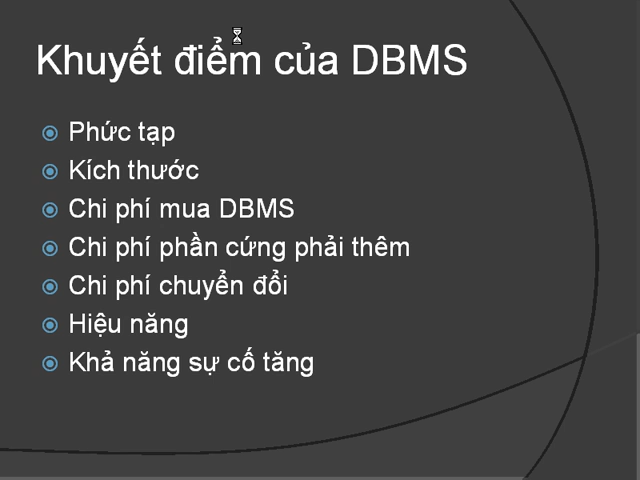 Khuyết điểm của DBMS
Phức tạp
Kích thước
Chi phí mua DBMS
Chi phí phần cứng phải thêm
Chi phí chuyển đổi
Hiệu năng
Khả năng sự cố tăng